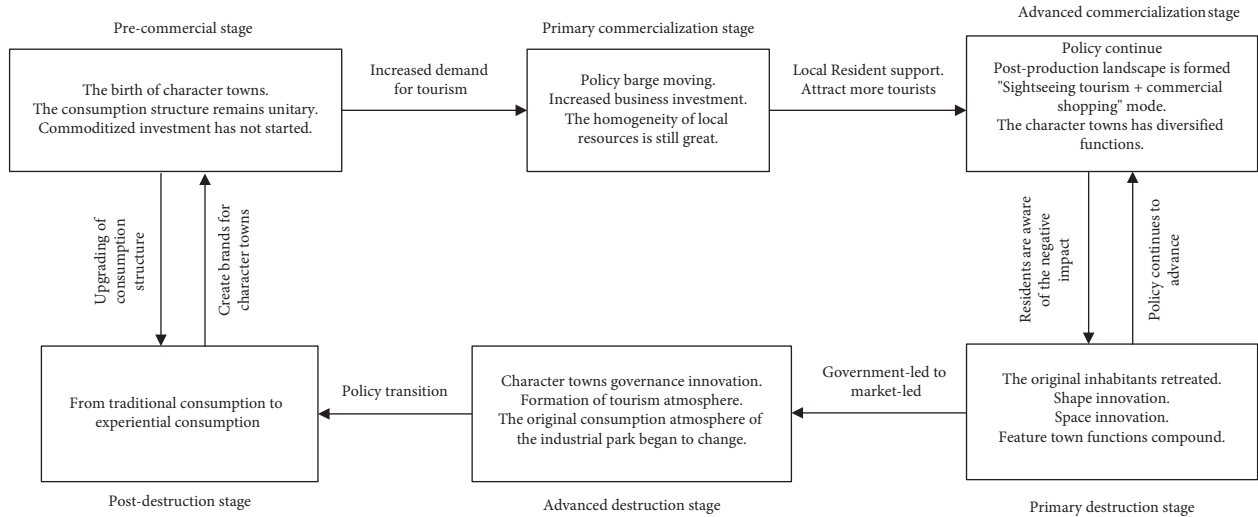 Pre-commercial stage
The birth of character towns.
The consumption structure remains unitary.
Commoditized investment has not started.
Increased demand
for tourism
Primary commercialization stage
Policy barge moving.
Increased business investment.
The homogeneity of local
resources is still great.
Local Resident support.
Attract more tourists
Advanced commercialization stage
Policy continue
Post-production landscape is formed
"Sightseeing tourism + commercial
shopping" mode.
The character towns has diversified
functions.
Upgrading of
consumption
structure
Create brands for
character towns
Residents are aware
of the negative
impact
Policy continues to
advance
From traditional consumption to
experiential consumption
Post-destruction stage
Policy transition
Character towns governance innovation.
Formation of tourism atmosphere.
The original consumption atmosphere of
the industrial park began to change.
Advanced destruction stage
Government-led to
market-led
The original inhabitants retreated.
Shape innovation.
Space innovation.
Feature town functions compound.
Primary destruction stage